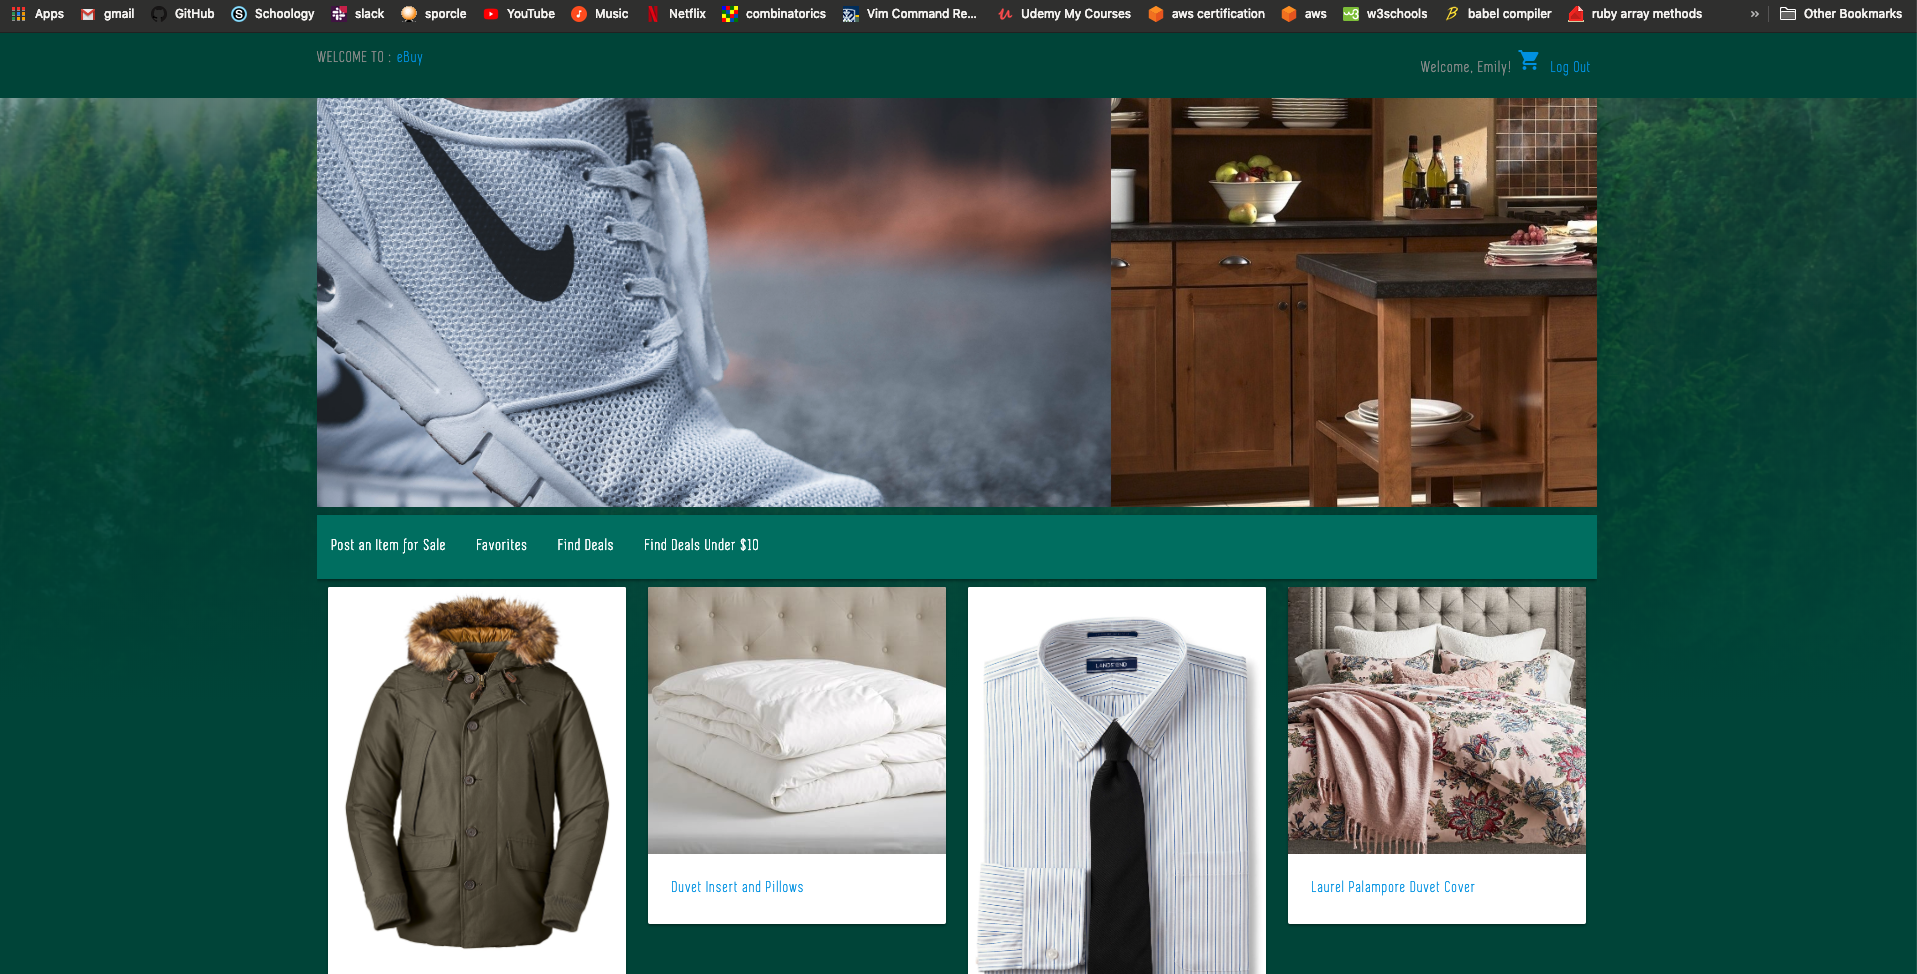 Apps gmail GitHub Schoology slack sporcle YouTube Music Netflix combinatorics Vim Command Re... Udemy My Courses aws certification aws w3schools babel compiler ruby array methods » Other Bookmarks
WELCOME TO : eBuy
Welcome, Emily! Log Out
Post an Item for Sale Favorites Find Deals Find Deals Under $10
LANDS' END
Duvet Insert and Pillows
Laurel Palampore Duvet Cover